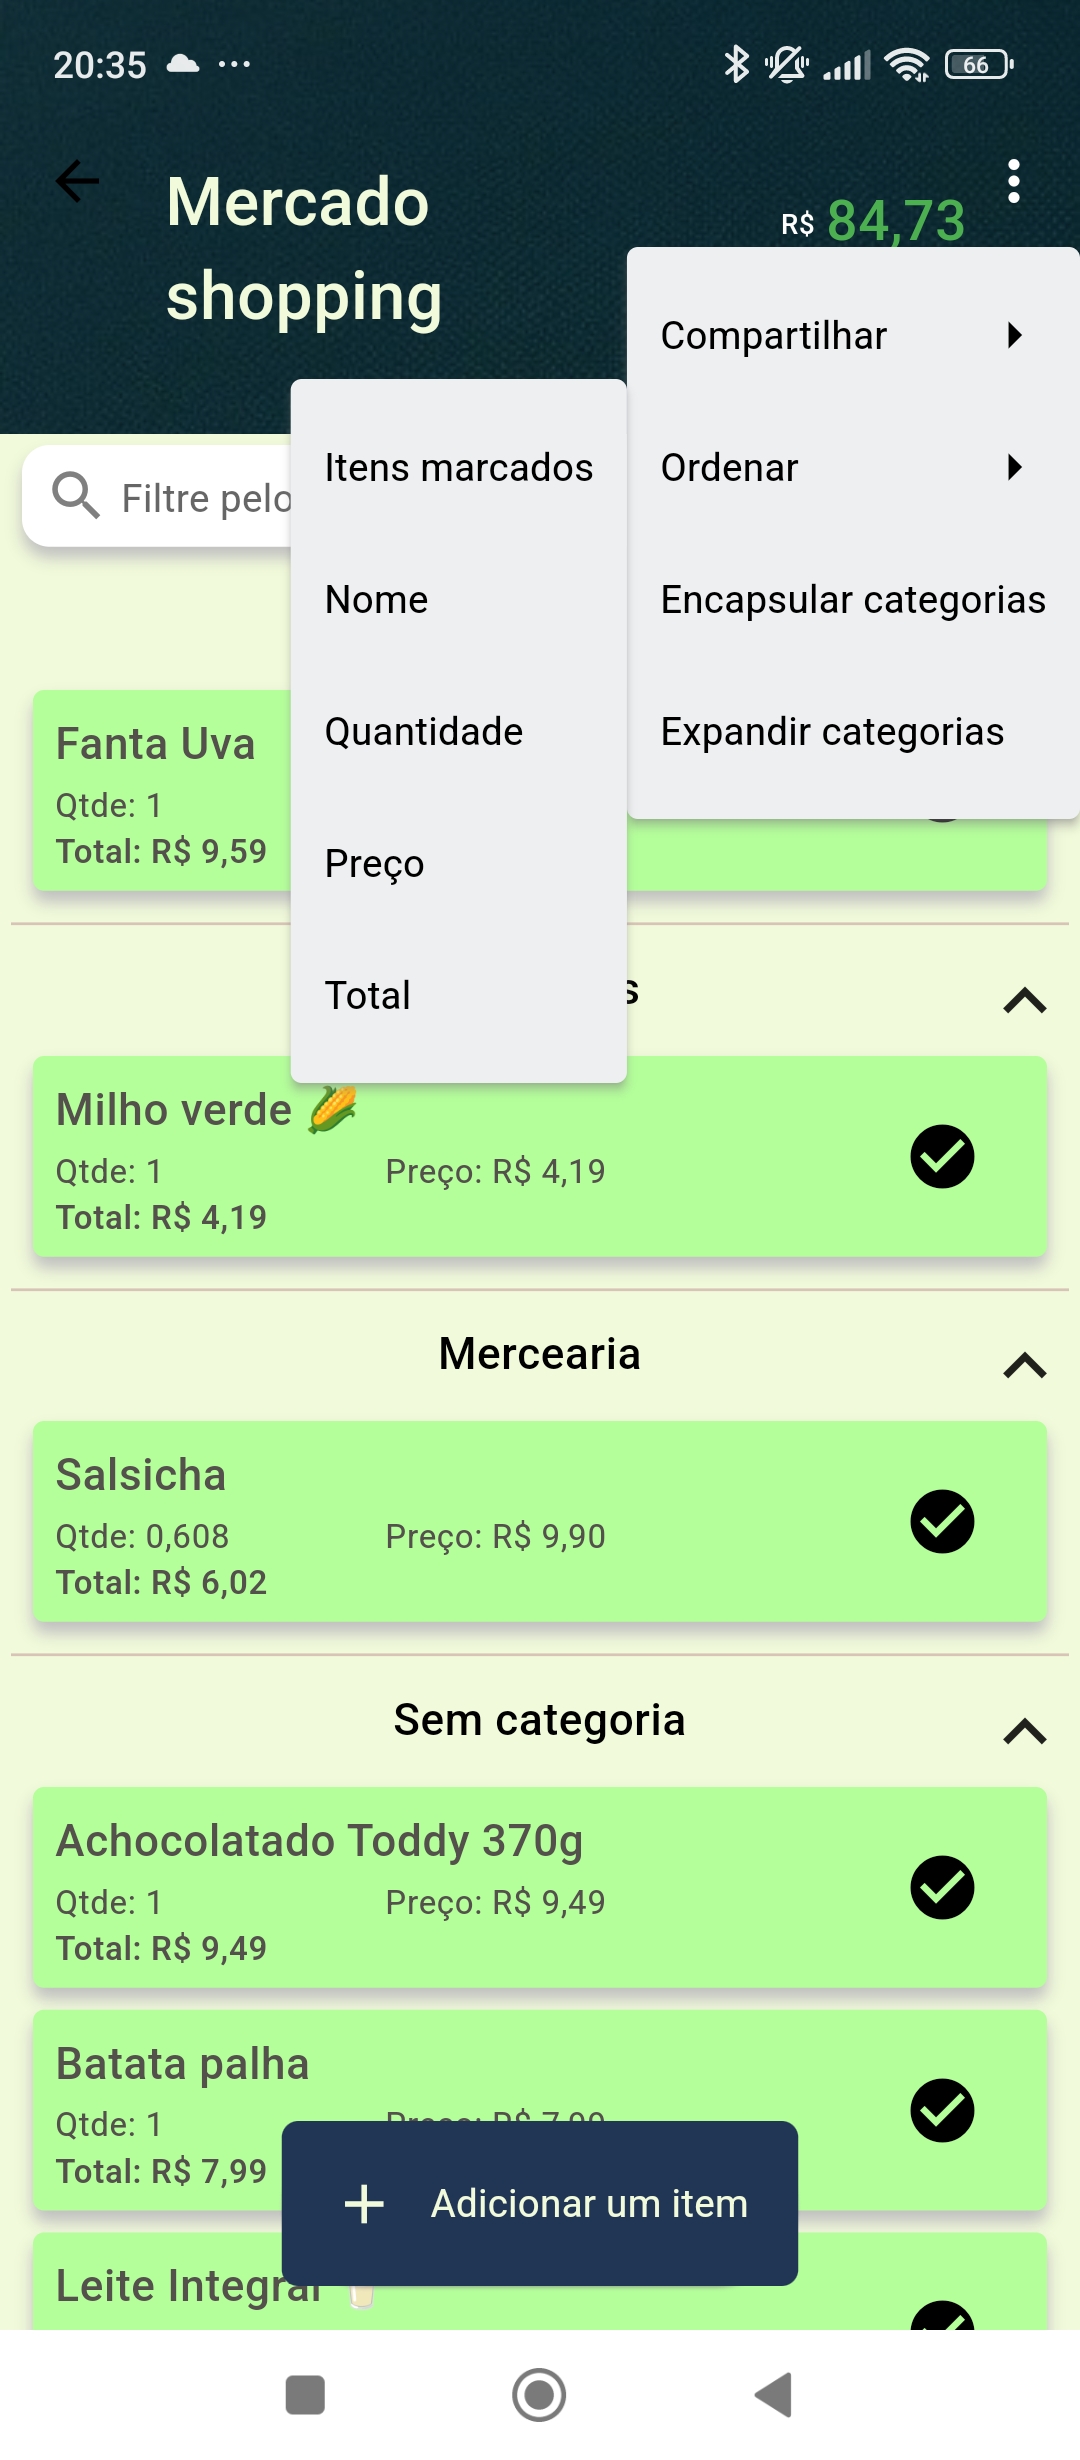 20:35
66
Mercado
shopping
R$ 84,73
Compartilhar
Ordenar
Encapsular categorias
Expandir categorias
Itens marcados
Nome
Quantidade
Preço
Total
Filtre pelo
Fanta Uva
Qtde: 1
Total: R$ 9,59
s
Milho verde 🌽
Qtde: 1 Preço: R$ 4,19
Total: R$ 4,19
Mercearia
Salsicha
Qtde: 0,608 Preço: R$ 9,90
Total: R$ 6,02
Sem categoria
Achocolatado Toddy 370g
Qtde: 1 Preço: R$ 9,49
Total: R$ 9,49
Batata palha
Qtde: 1 Preço: R$ 7,99
Total: R$ 7,99
Adicionar um item
Leite Integral 🥛